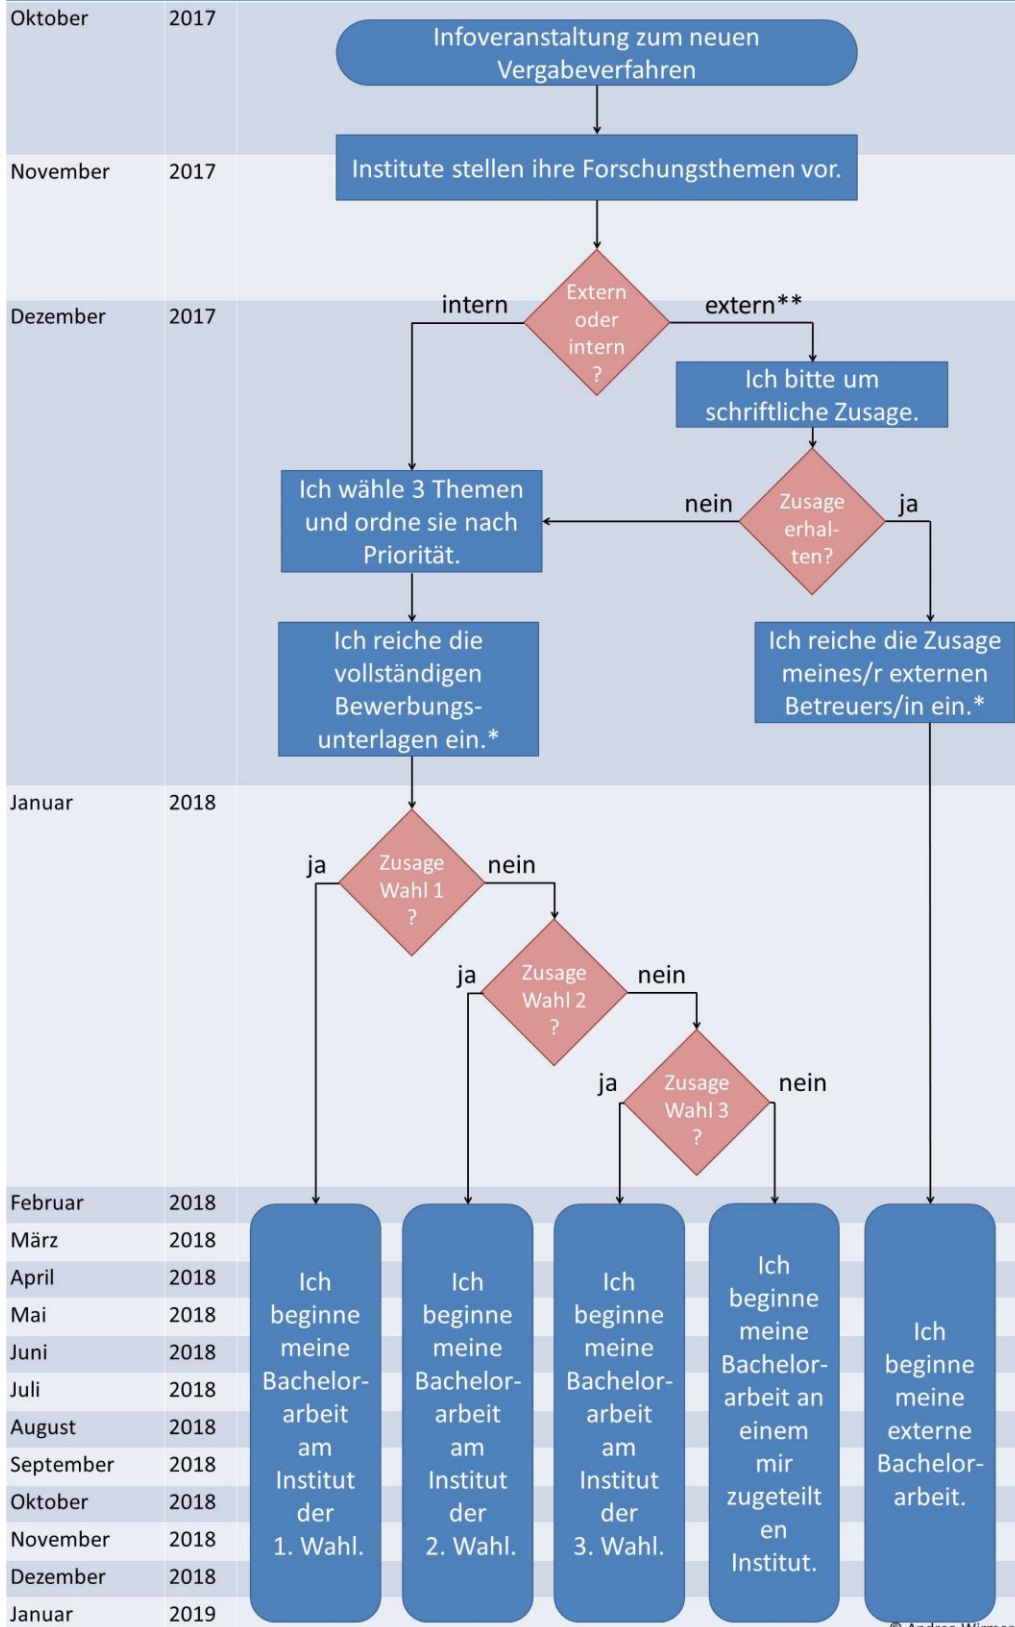 Oktober 2017
Infoveranstaltung zum neuen
Vergabeverfahren
November 2017
Institute stellen ihre Forschungsthemen vor.
Dezember 2017
Extern
oder
intern
?
intern
extern**
Ich bitte um
schriftliche Zusage.
Zusage
erhal-
ten?
nein
ja
Ich wähle 3 Themen
und ordne sie nach
Priorität.
Ich reiche die
vollständigen
Bewerbungs-
unterlagen ein.*
Ich reiche die Zusage
meines/r externen
Betreuers/in ein.*
Januar 2018
Zusage
Wahl 1
?
ja
nein
Zusage
Wahl 2
?
ja
nein
Zusage
Wahl 3
?
ja
nein
Februar 2018
März 2018
April 2018
Mai 2018
Juni 2018
Juli 2018
August 2018
September 2018
Oktober 2018
November 2018
Dezember 2018
Januar 2019
Ich
beginne
meine
Bachelor-
arbeit
am
Institut
der
1. Wahl.
Ich
beginne
meine
Bachelor-
arbeit
am
Institut
der
2. Wahl.
Ich
beginne
meine
Bachelor-
arbeit
am
Institut
der
3. Wahl.
Ich
beginne
meine
Bachelor-
arbeit an
einem
mir
zugeteilt
en
Institut.
Ich
beginne
meine
externe
Bachelor-
arbeit.